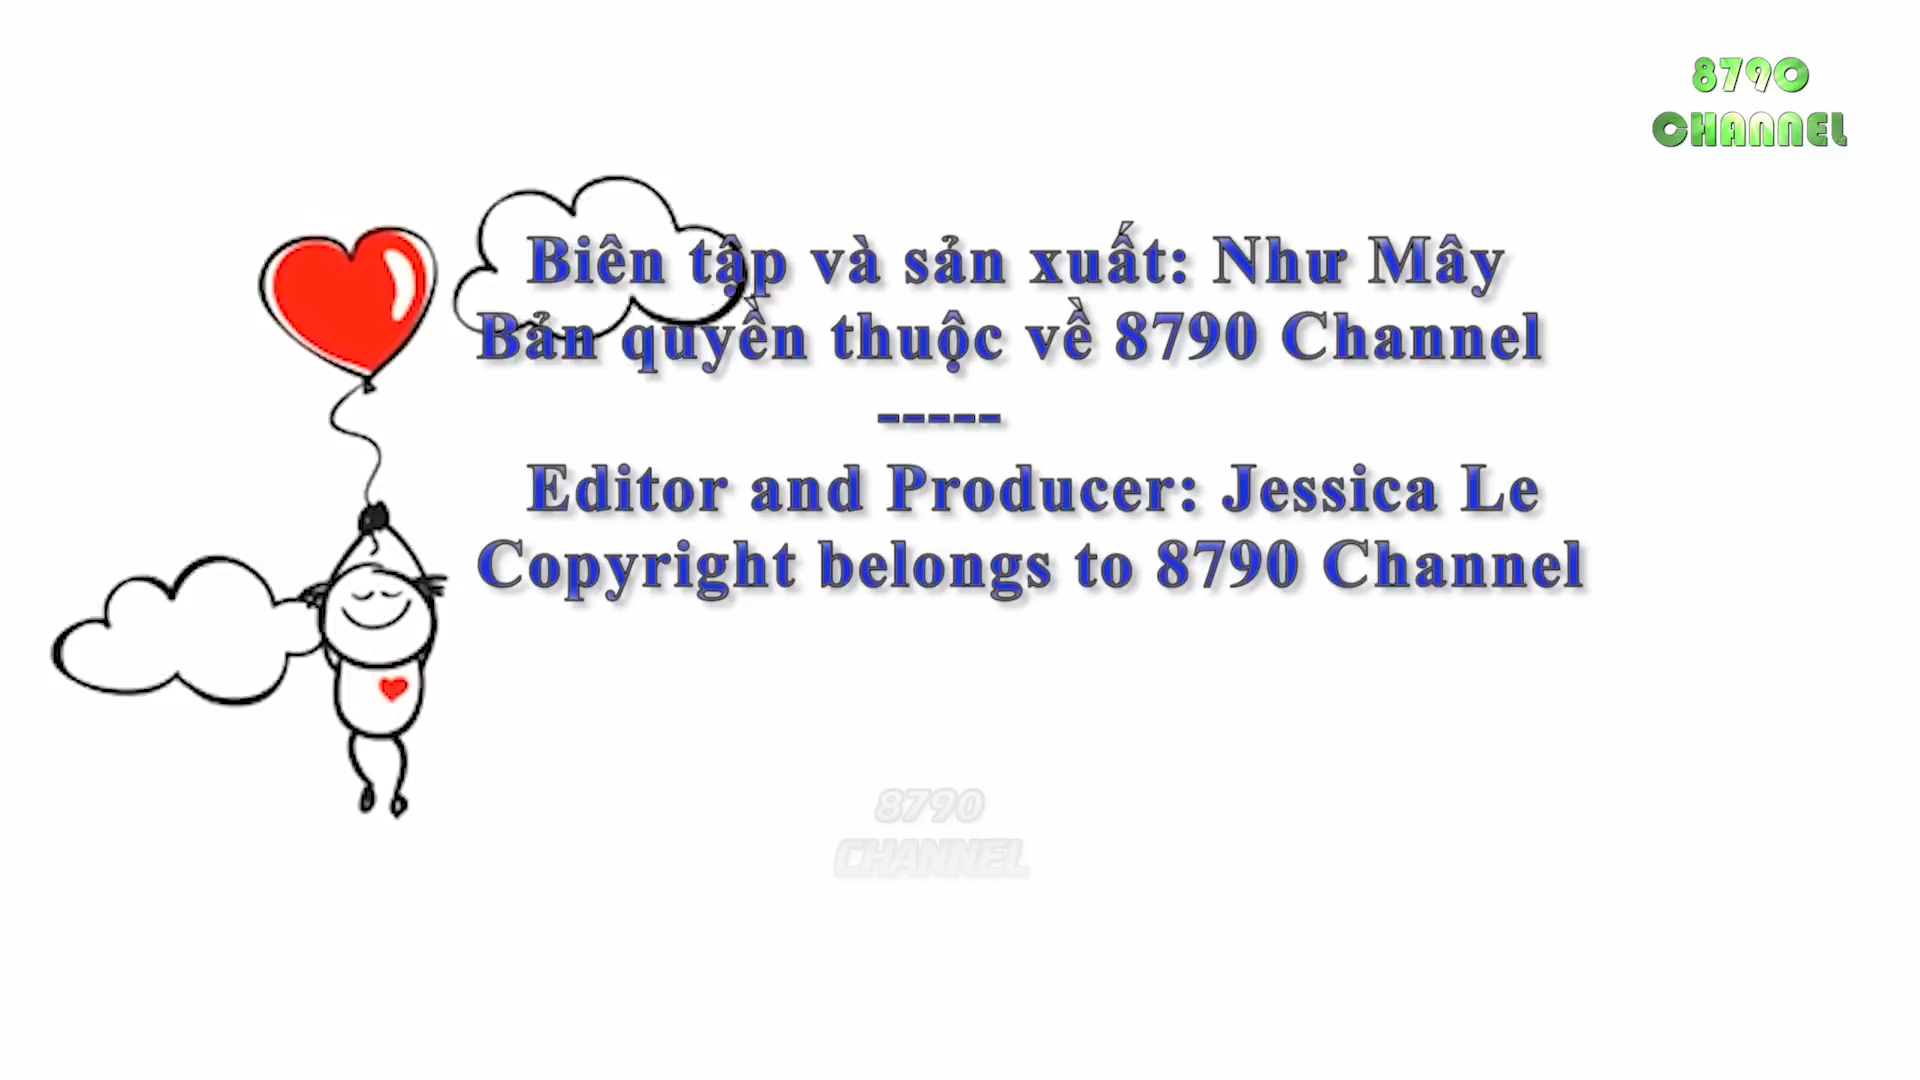 8790
CHANNEL
Biên tập và sản xuất: Như Mây
Bản quyền thuộc về 8790 Channel
-----
Editor and Producer: Jessica Le
Copyright belongs to 8790 Channel
8790
CHANNEL